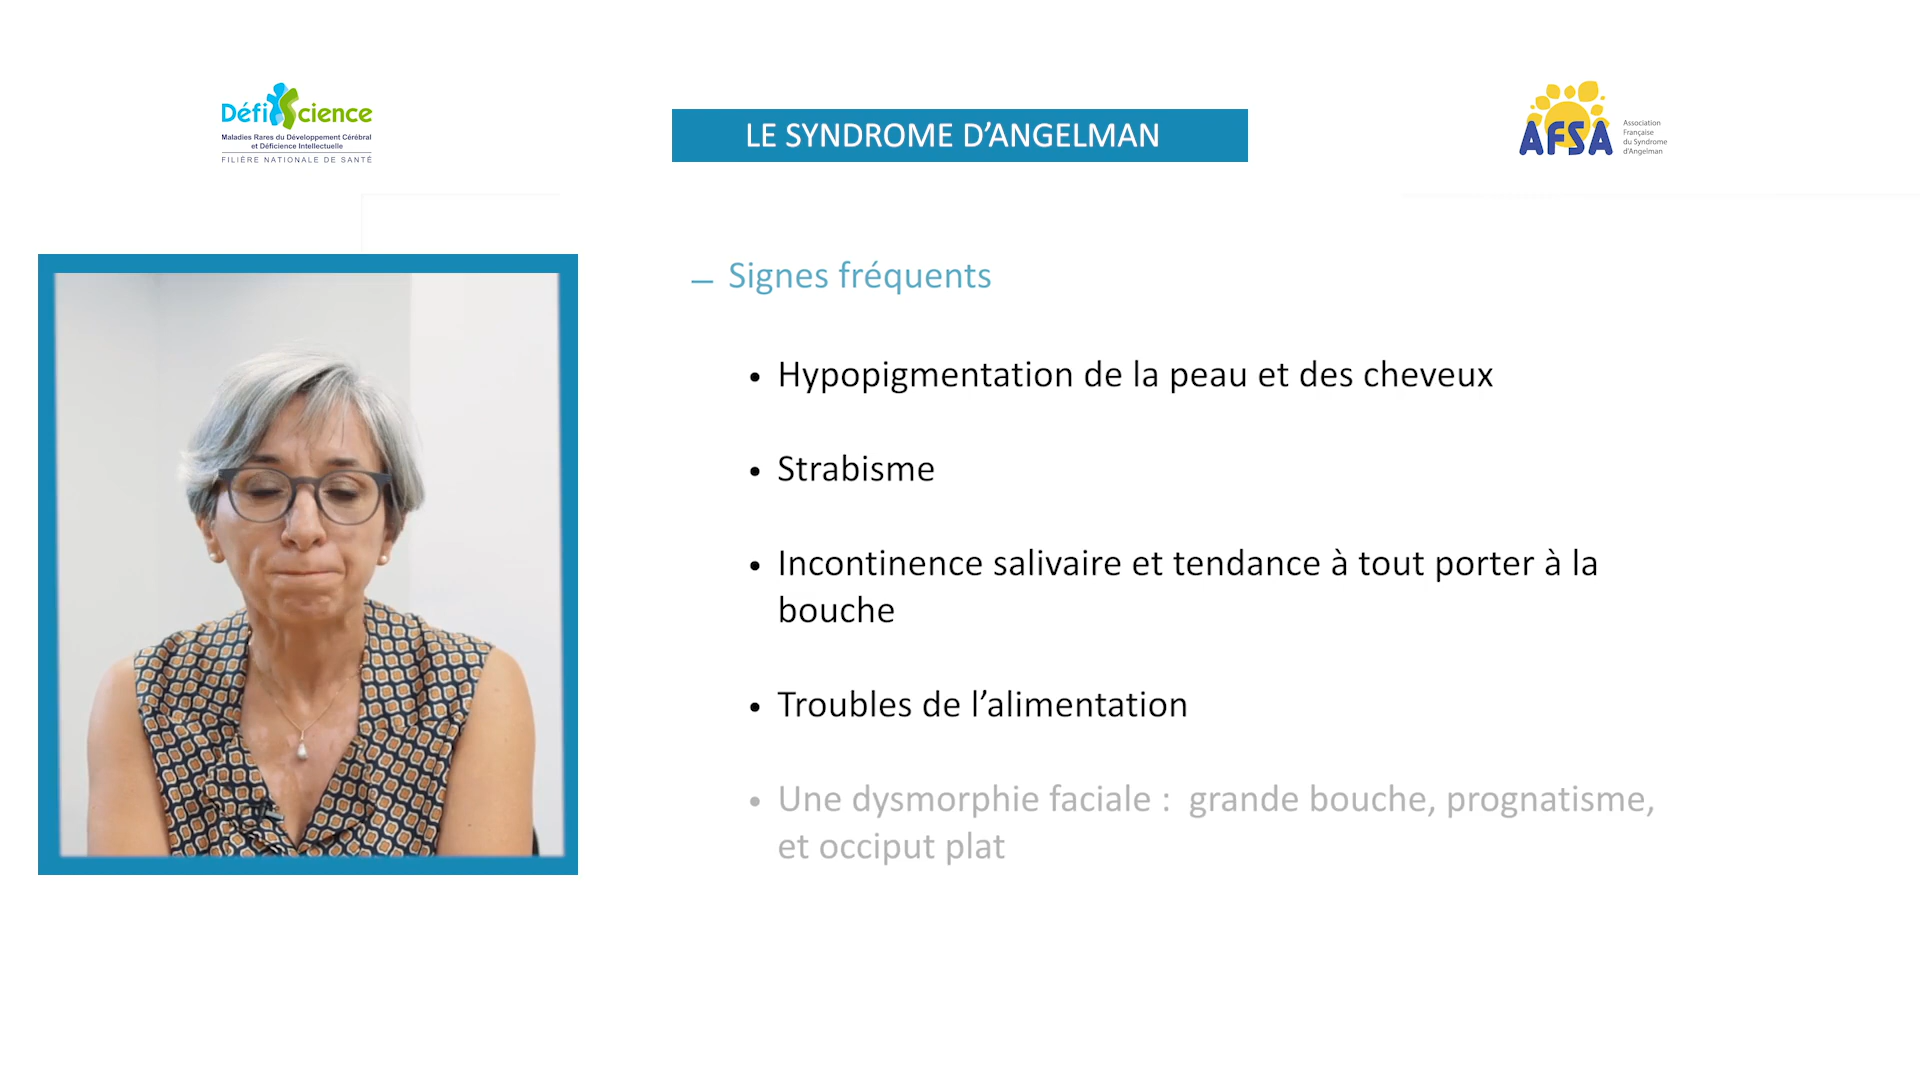 DéfiScience
Maladies Rares du Développement Cérébral
et Déficience Intellectuelle
FILIÈRE NATIONALE DE SANTÉ
LE SYNDROME D’ANGELMAN
AFSA
Association
Française
du Syndrome
d'Angelman
– Signes fréquents
• Hypopigmentation de la peau et des cheveux
• Strabisme
• Incontinence salivaire et tendance à tout porter à la
bouche
• Troubles de l’alimentation
• Une dysmorphie faciale :  grande bouche, prognatisme,
et occiput plat